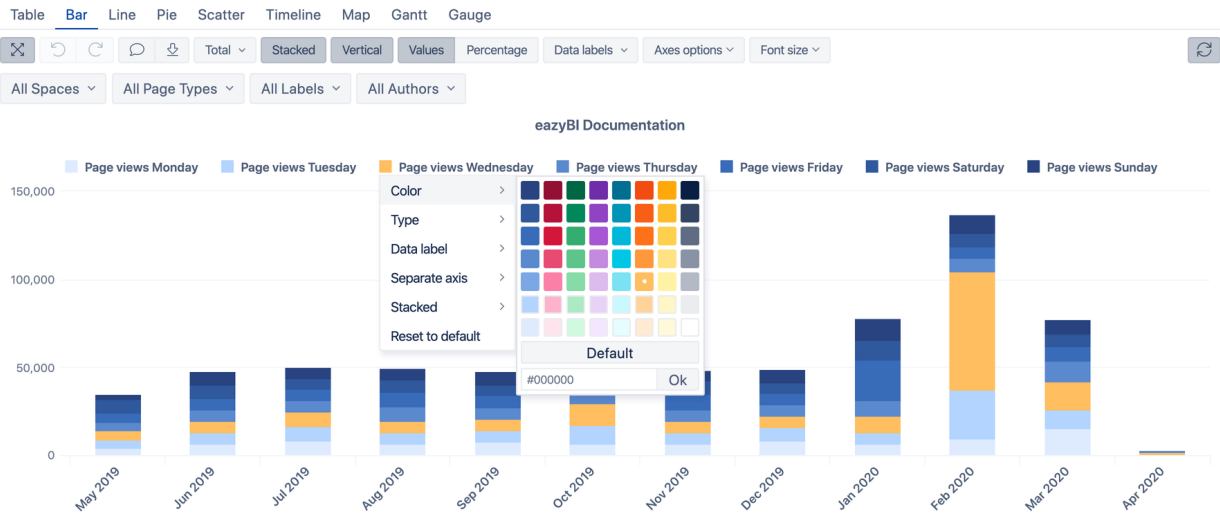 Table Bar Line Pie Scatter Timeline Map Gantt Gauge
Total Stacked Vertical Values Percentage Data labels Axes options Font size
All Spaces All Page Types All Labels All Authors
eazyBI Documentation
Page views Monday Page views Tuesday Page views Wednesday Page views Thursday Page views Friday Page views Saturday Page views Sunday
150,000
100,000
50,000
0
Color
Type
Data label
Separate axis
Stacked
Reset to default
Default
#000000 Ok
May 2019 Jun 2019 Jul 2019 Aug 2019 Sep 2019 Oct 2019 Nov 2019 Dec 2019 Jan 2020 Feb 2020 Mar 2020 Apr 2020